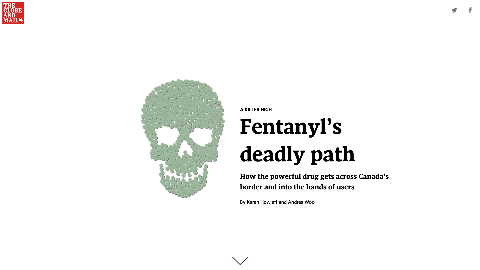 THE
GLOBE
AND
MAIL
A KILLER HIGH
Fentanyl's
deadly path
How the powerful drug gets across Canada's
border and into the hands of users
By Karen Howlett and Andrea Woo